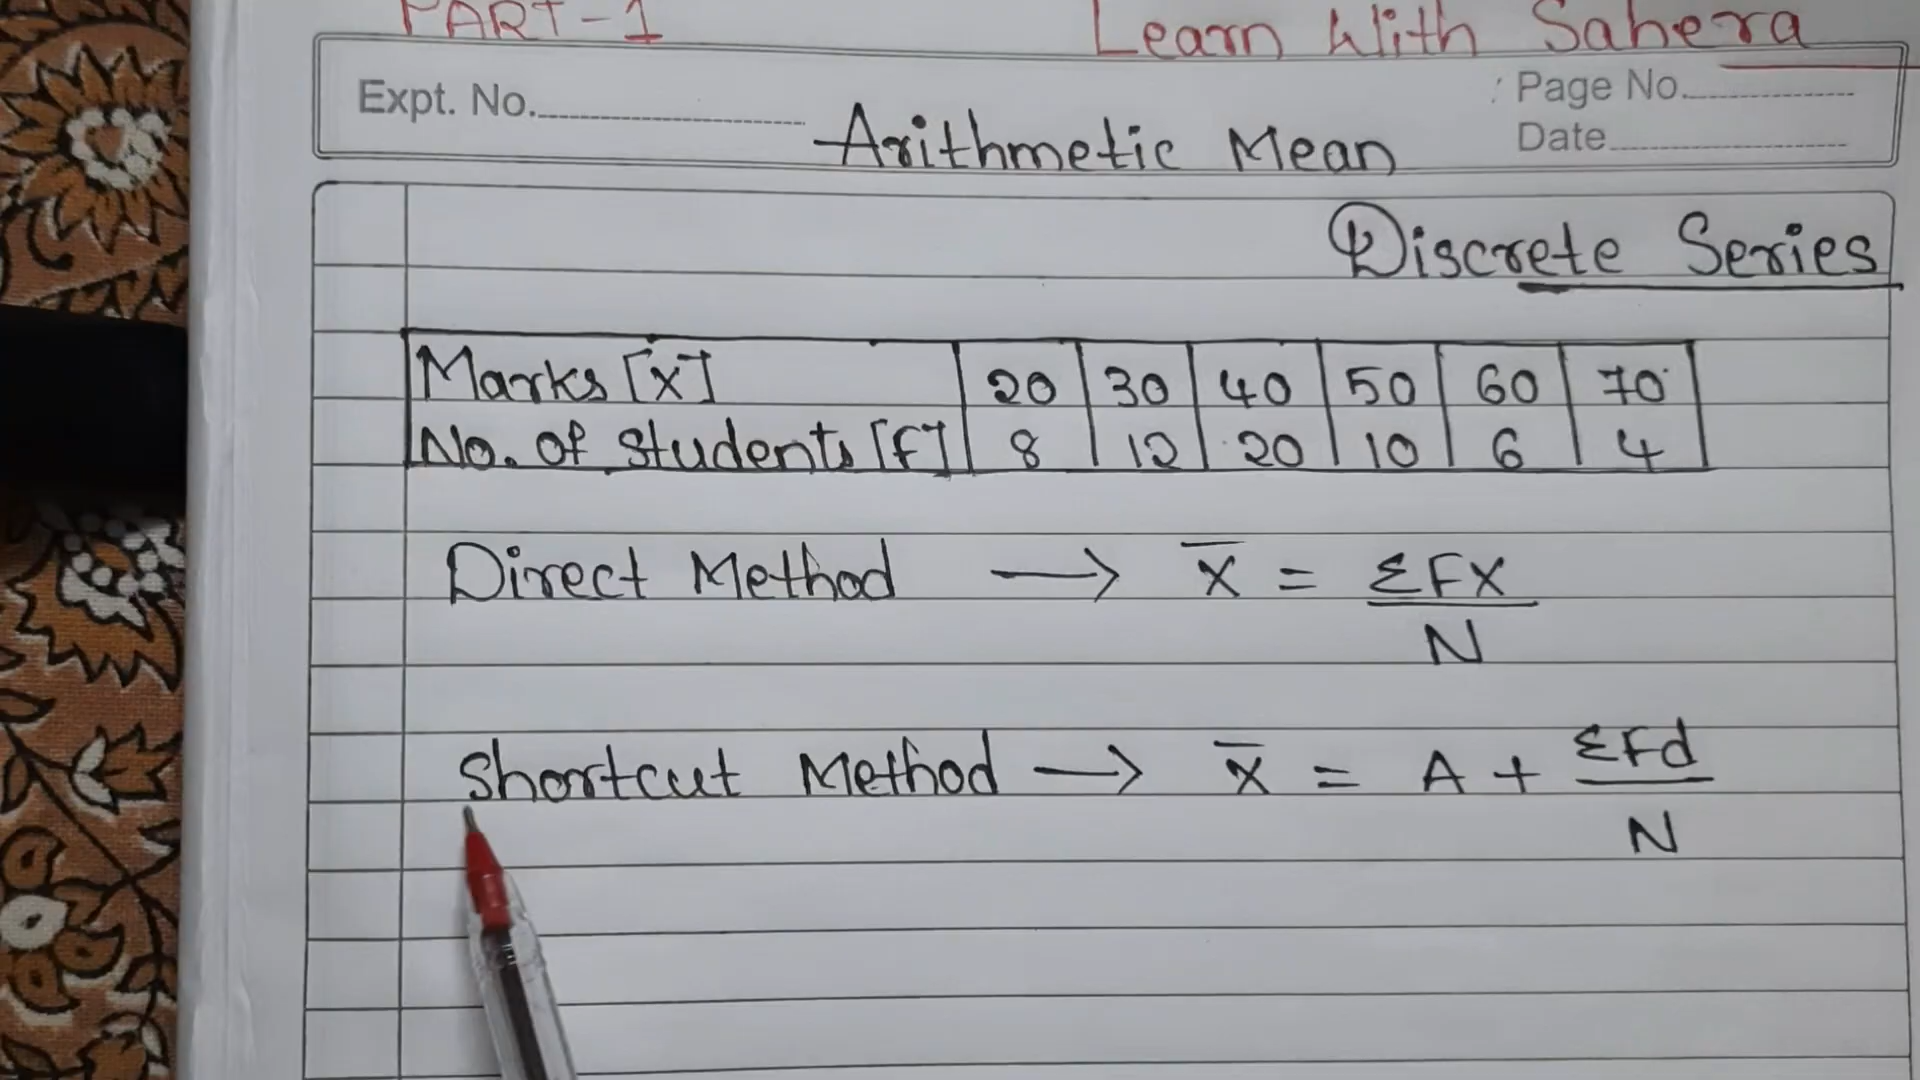 PART-1 Learn With Sahera
Expt. No. Page No.
Arithmetic Mean Date
Discrete Series
Marks [X] 20 30 40 50 60 70
No. of Students [F] 8 12 20 10 6 4
Direct Method → X̅ = ΣFX / N
Shortcut Method → X̅ = A + ΣFd / N